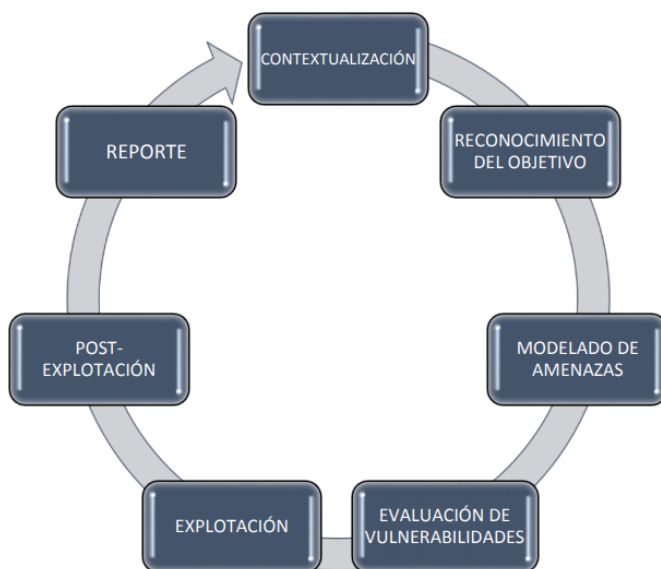 CONTEXTUALIZACIÓN
RECONOCIMIENTO
DEL OBJETIVO
MODELADO DE
AMENAZAS
EVALUACIÓN DE
VULNERABILIDADES
EXPLOTACIÓN
POST-
EXPLOTACIÓN
REPORTE